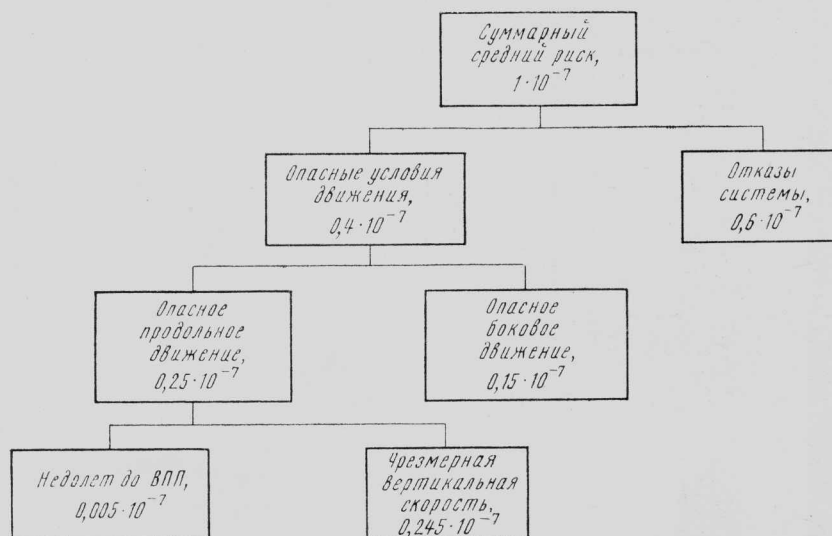 Суммарный
средний риск,
1·10⁻⁷
Опасные условия
движения,
0,4·10⁻⁷
Отказы
системы,
0,6·10⁻⁷
Опасное
продольное
движение,
0,25·10⁻⁷
Опасное
боковое
движение,
0,15·10⁻⁷
Недолет до ВПП,
0,005·10⁻⁷
Чрезмерная
вертикальная
скорость,
0,245·10⁻⁷